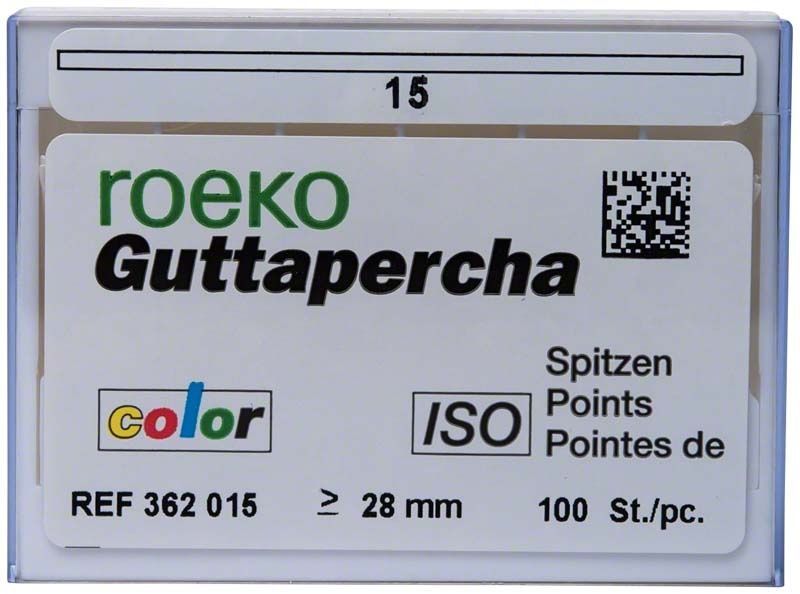 15
roeko
Guttapercha
color
ISO
Spitzen
Points
Pointes de
REF 362 015 ≥ 28 mm 100 St./pc.